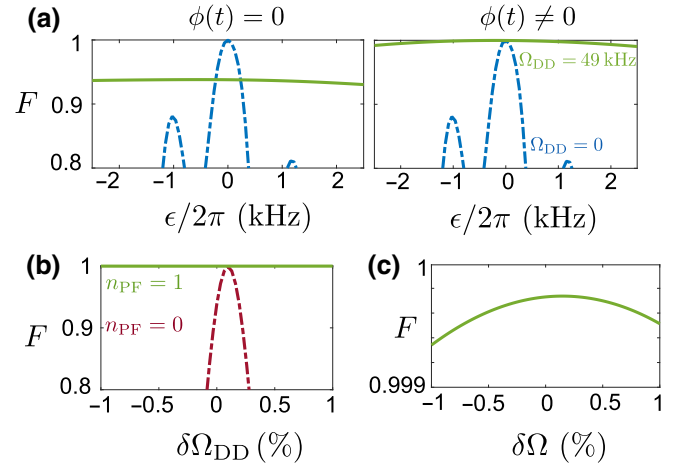 (a)
ϕ(t) = 0
ϕ(t) ≠ 0
F
1
0.9
0.8
−2 −1 0 1 2
ϵ/2π (kHz)
Ω_DD = 49 kHz
Ω_DD = 0
−2 −1 0 1 2
ϵ/2π (kHz)
(b)
F
1
0.9
0.8
n_PF = 1
n_PF = 0
−1 −0.5 0 0.5 1
δΩ_DD (%)
(c)
F
1
0.999
−1 −0.5 0 0.5 1
δΩ (%)